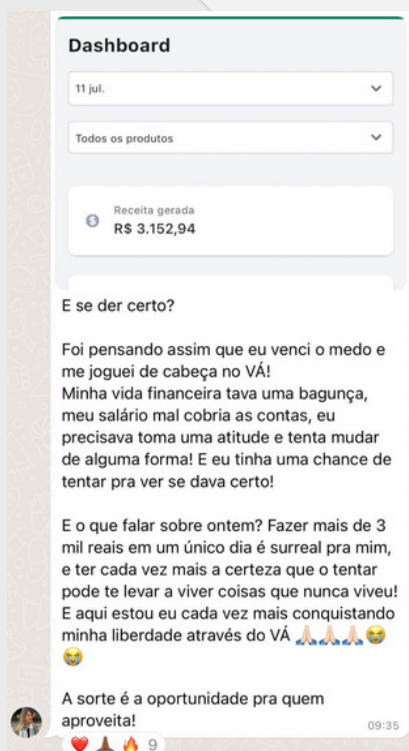 Dashboard
11 jul.
Todos os produtos
Receita gerada
R$ 3.152,94
E se der certo?
Foi pensando assim que eu venci o medo e
me joguei de cabeça no VÁ!
Minha vida financeira tava uma bagunça,
meu salário mal cobria as contas, eu
precisava toma uma atitude e tenta mudar
de alguma forma! E eu tinha uma chance de
tentar pra ver se dava certo!
E o que falar sobre ontem? Fazer mais de 3
mil reais em um único dia é surreal pra mim,
e ter cada vez mais a certeza que o tentar
pode te levar a viver coisas que nunca viveu!
E aqui estou eu cada vez mais conquistando
minha liberdade através do VÁ 🙏🏻🙏🏻🙏🏻😭
😭
A sorte é a oportunidade pra quem
aproveita!
09:35
❤️🙏🏾🔥 9